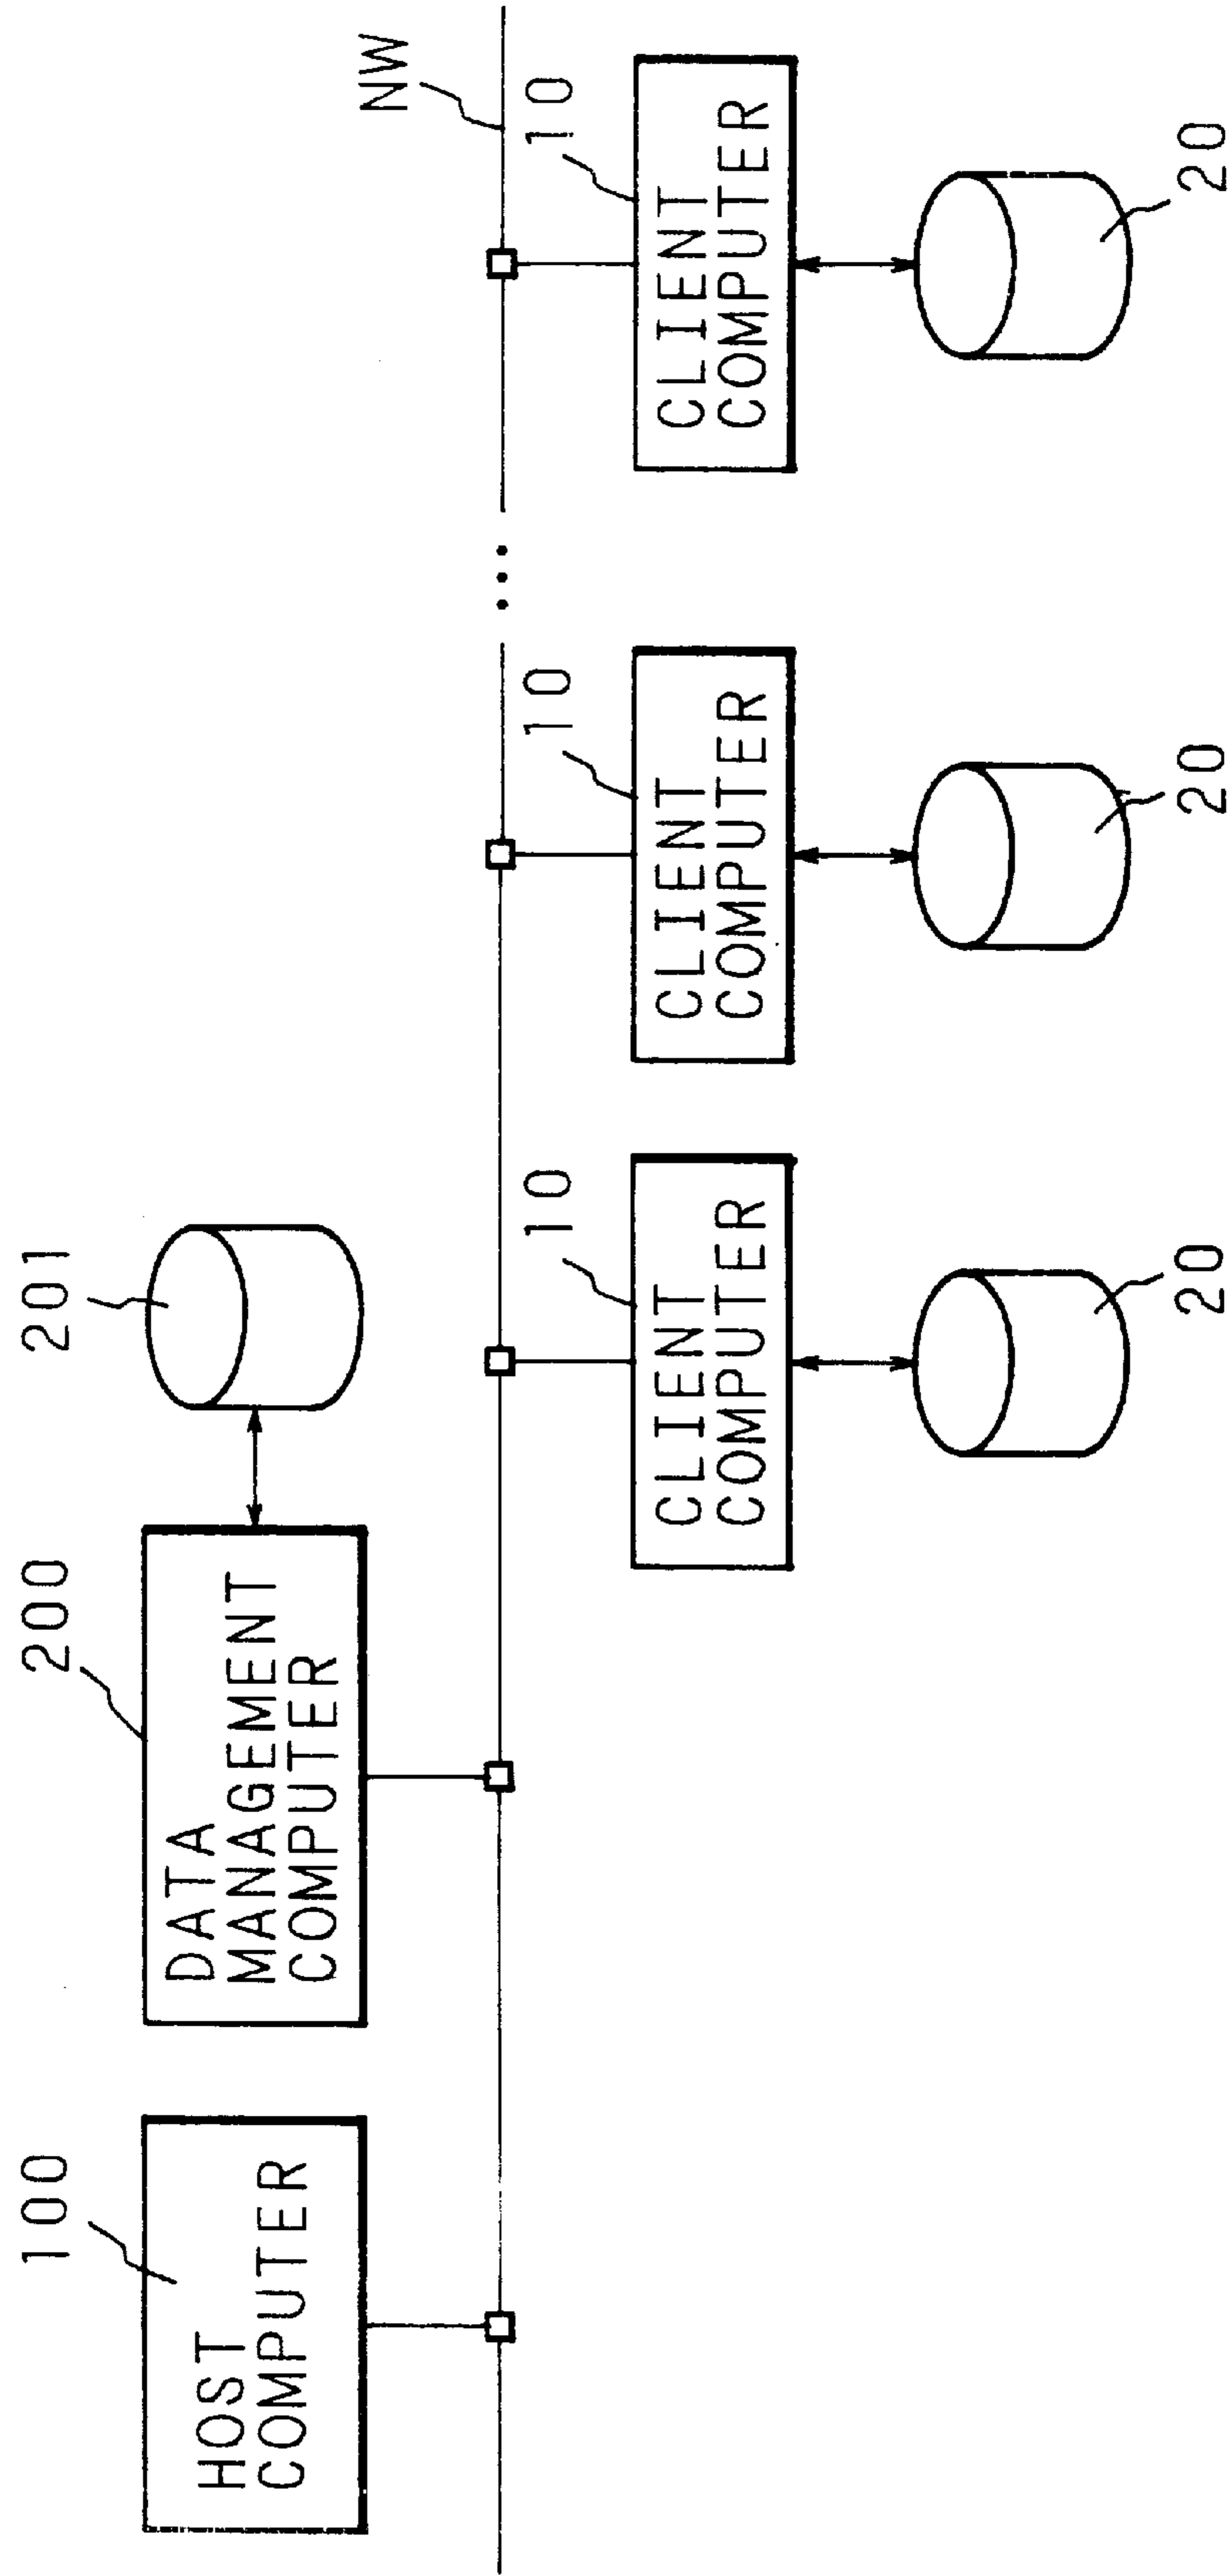 100
HOST
COMPUTER
200
DATA
MANAGEMENT
COMPUTER
201
NW
10
CLIENT
COMPUTER
20
10
CLIENT
COMPUTER
20
10
CLIENT
COMPUTER
20